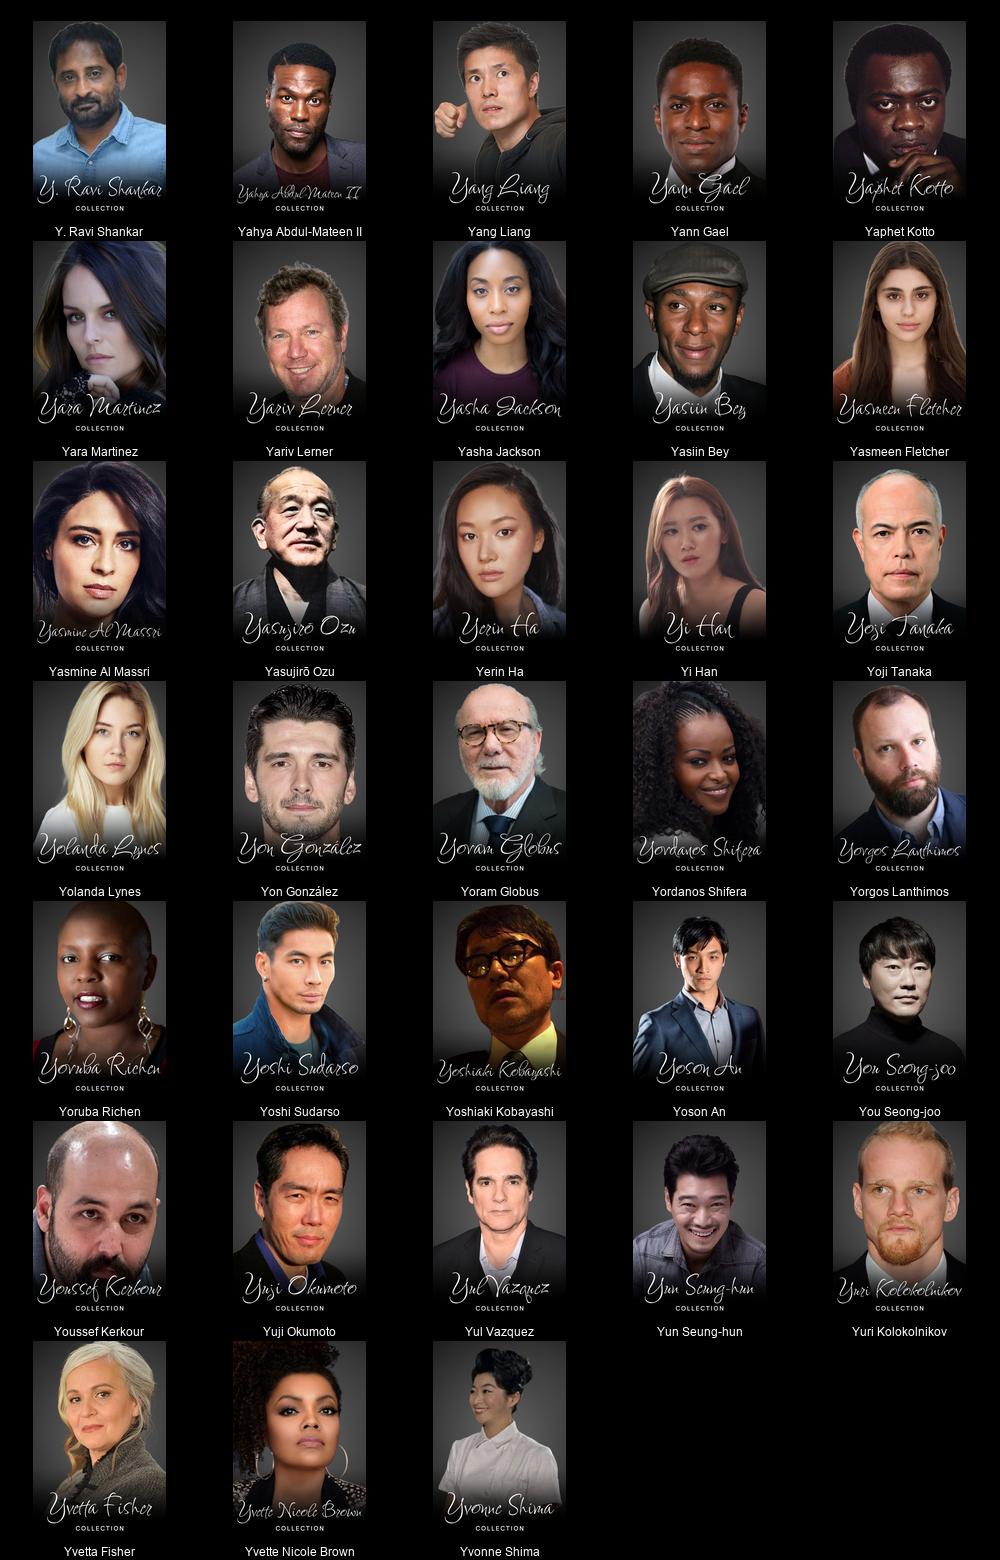 Y. Ravi Shankar
COLLECTION
Y. Ravi Shankar
Yahya Abdul-Mateen II
COLLECTION
Yahya Abdul-Mateen II
Yang Liang
COLLECTION
Yang Liang
Yann Gael
COLLECTION
Yann Gael
Yaphet Kotto
COLLECTION
Yaphet Kotto
Yara Martinez
COLLECTION
Yara Martinez
Yariv Lerner
COLLECTION
Yariv Lerner
Yasha Jackson
COLLECTION
Yasha Jackson
Yasiin Bey
COLLECTION
Yasiin Bey
Yasmeen Fletcher
COLLECTION
Yasmeen Fletcher
Yasmine Al Massri
COLLECTION
Yasmine Al Massri
Yasujirō Ozu
COLLECTION
Yasujirō Ozu
Yerin Ha
COLLECTION
Yerin Ha
Yi Han
COLLECTION
Yi Han
Yoji Tanaka
COLLECTION
Yoji Tanaka
Yolanda Lynes
COLLECTION
Yolanda Lynes
Yon González
COLLECTION
Yon González
Yoram Globus
COLLECTION
Yoram Globus
Yordanos Shifera
COLLECTION
Yordanos Shifera
Yorgos Lanthimos
COLLECTION
Yorgos Lanthimos
Yoruba Richen
COLLECTION
Yoruba Richen
Yoshi Sudarso
COLLECTION
Yoshi Sudarso
Yoshiaki Kobayashi
COLLECTION
Yoshiaki Kobayashi
Yoson An
COLLECTION
Yoson An
You Seong-joo
COLLECTION
You Seong-joo
Youssef Kerkour
COLLECTION
Youssef Kerkour
Yuji Okumoto
COLLECTION
Yuji Okumoto
Yul Vazquez
COLLECTION
Yul Vazquez
Yun Seung-hun
COLLECTION
Yun Seung-hun
Yuri Kolokolnikov
COLLECTION
Yuri Kolokolnikov
Yvetta Fisher
COLLECTION
Yvetta Fisher
Yvette Nicole Brown
COLLECTION
Yvette Nicole Brown
Yvonne Shima
COLLECTION
Yvonne Shima